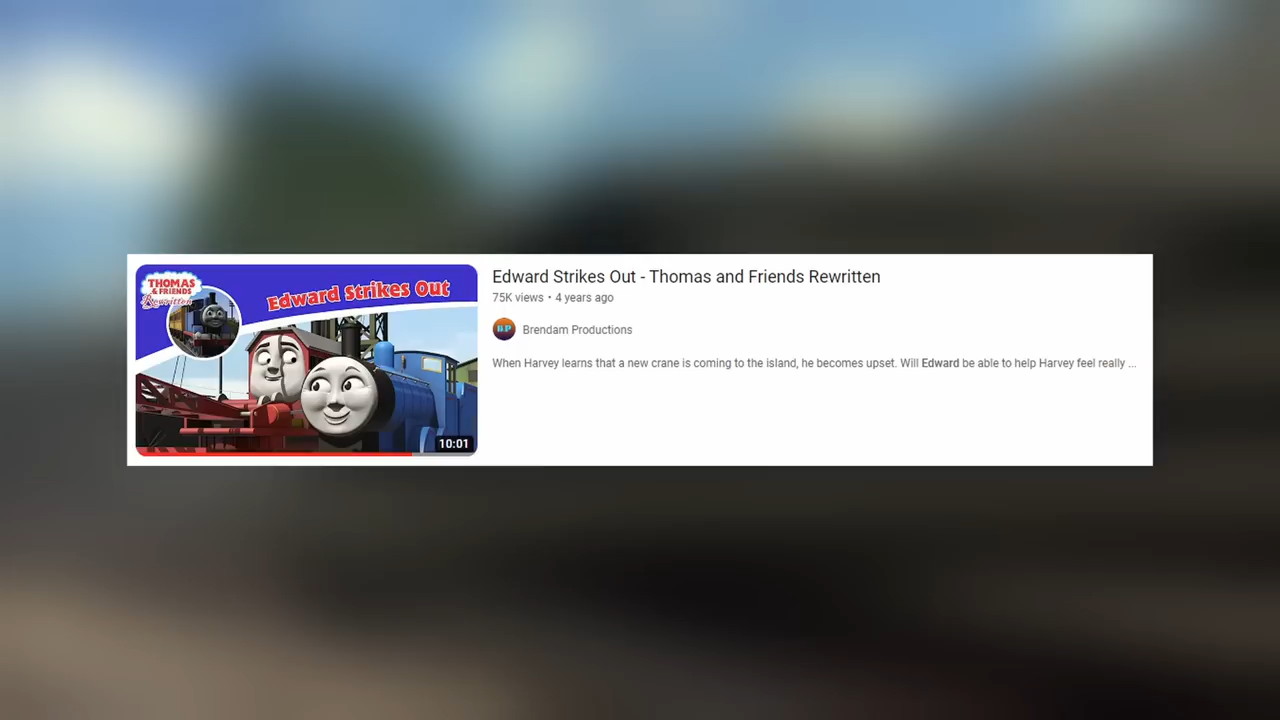 THOMAS
& FRIENDS
Rewritten
Edward Strikes Out
10:01
Edward Strikes Out - Thomas and Friends Rewritten
75K views • 4 years ago
BP
Brendam Productions
When Harvey learns that a new crane is coming to the island, he becomes upset. Will Edward be able to help Harvey feel really ...